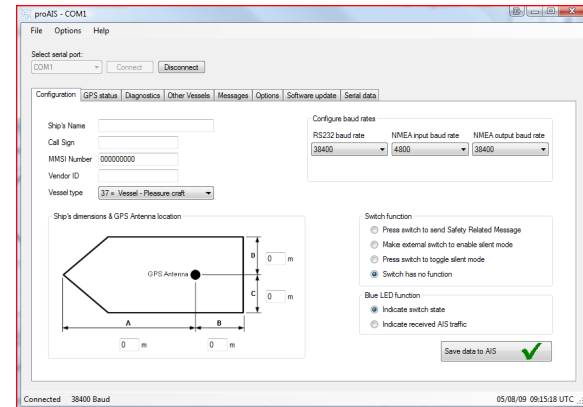 proAIS - COM1
File Options Help
Select serial port:
COM1 Connect Disconnect
Configuration GPS status Diagnostics Other Vessels Messages Options Software update Serial data
Ship's Name
Call Sign
MMSI Number 000000000
Vendor ID
Vessel type 37 = Vessel - Pleasure craft
Configure baud rates
RS232 baud rate NMEA input baud rate NMEA output baud rate
38400 4800 38400
Ship's dimensions & GPS Antenna location
D 0 m
GPS Antenna
C 0 m
A B
0 m 0 m
Switch function
Press switch to send Safety Related Message
Make external switch to enable silent mode
Press switch to toggle silent mode
Switch has no function
Blue LED function
Indicate switch state
Indicate received AIS traffic
Save data to AIS
Connected 38400 Baud 05/08/09 09:15:18 UTC